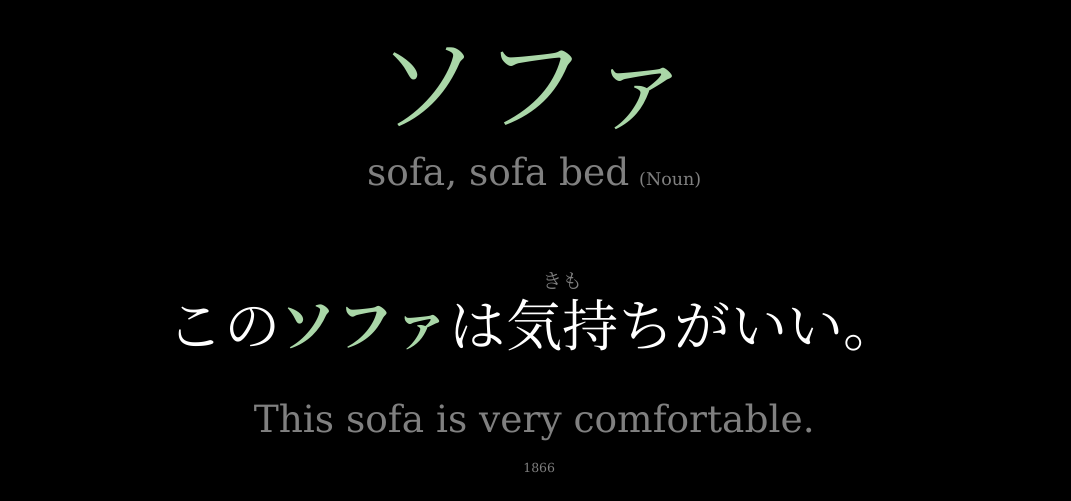 ソファ
sofa, sofa bed (Noun)
きも
このソファは気持ちがいい。
This sofa is very comfortable.
1866